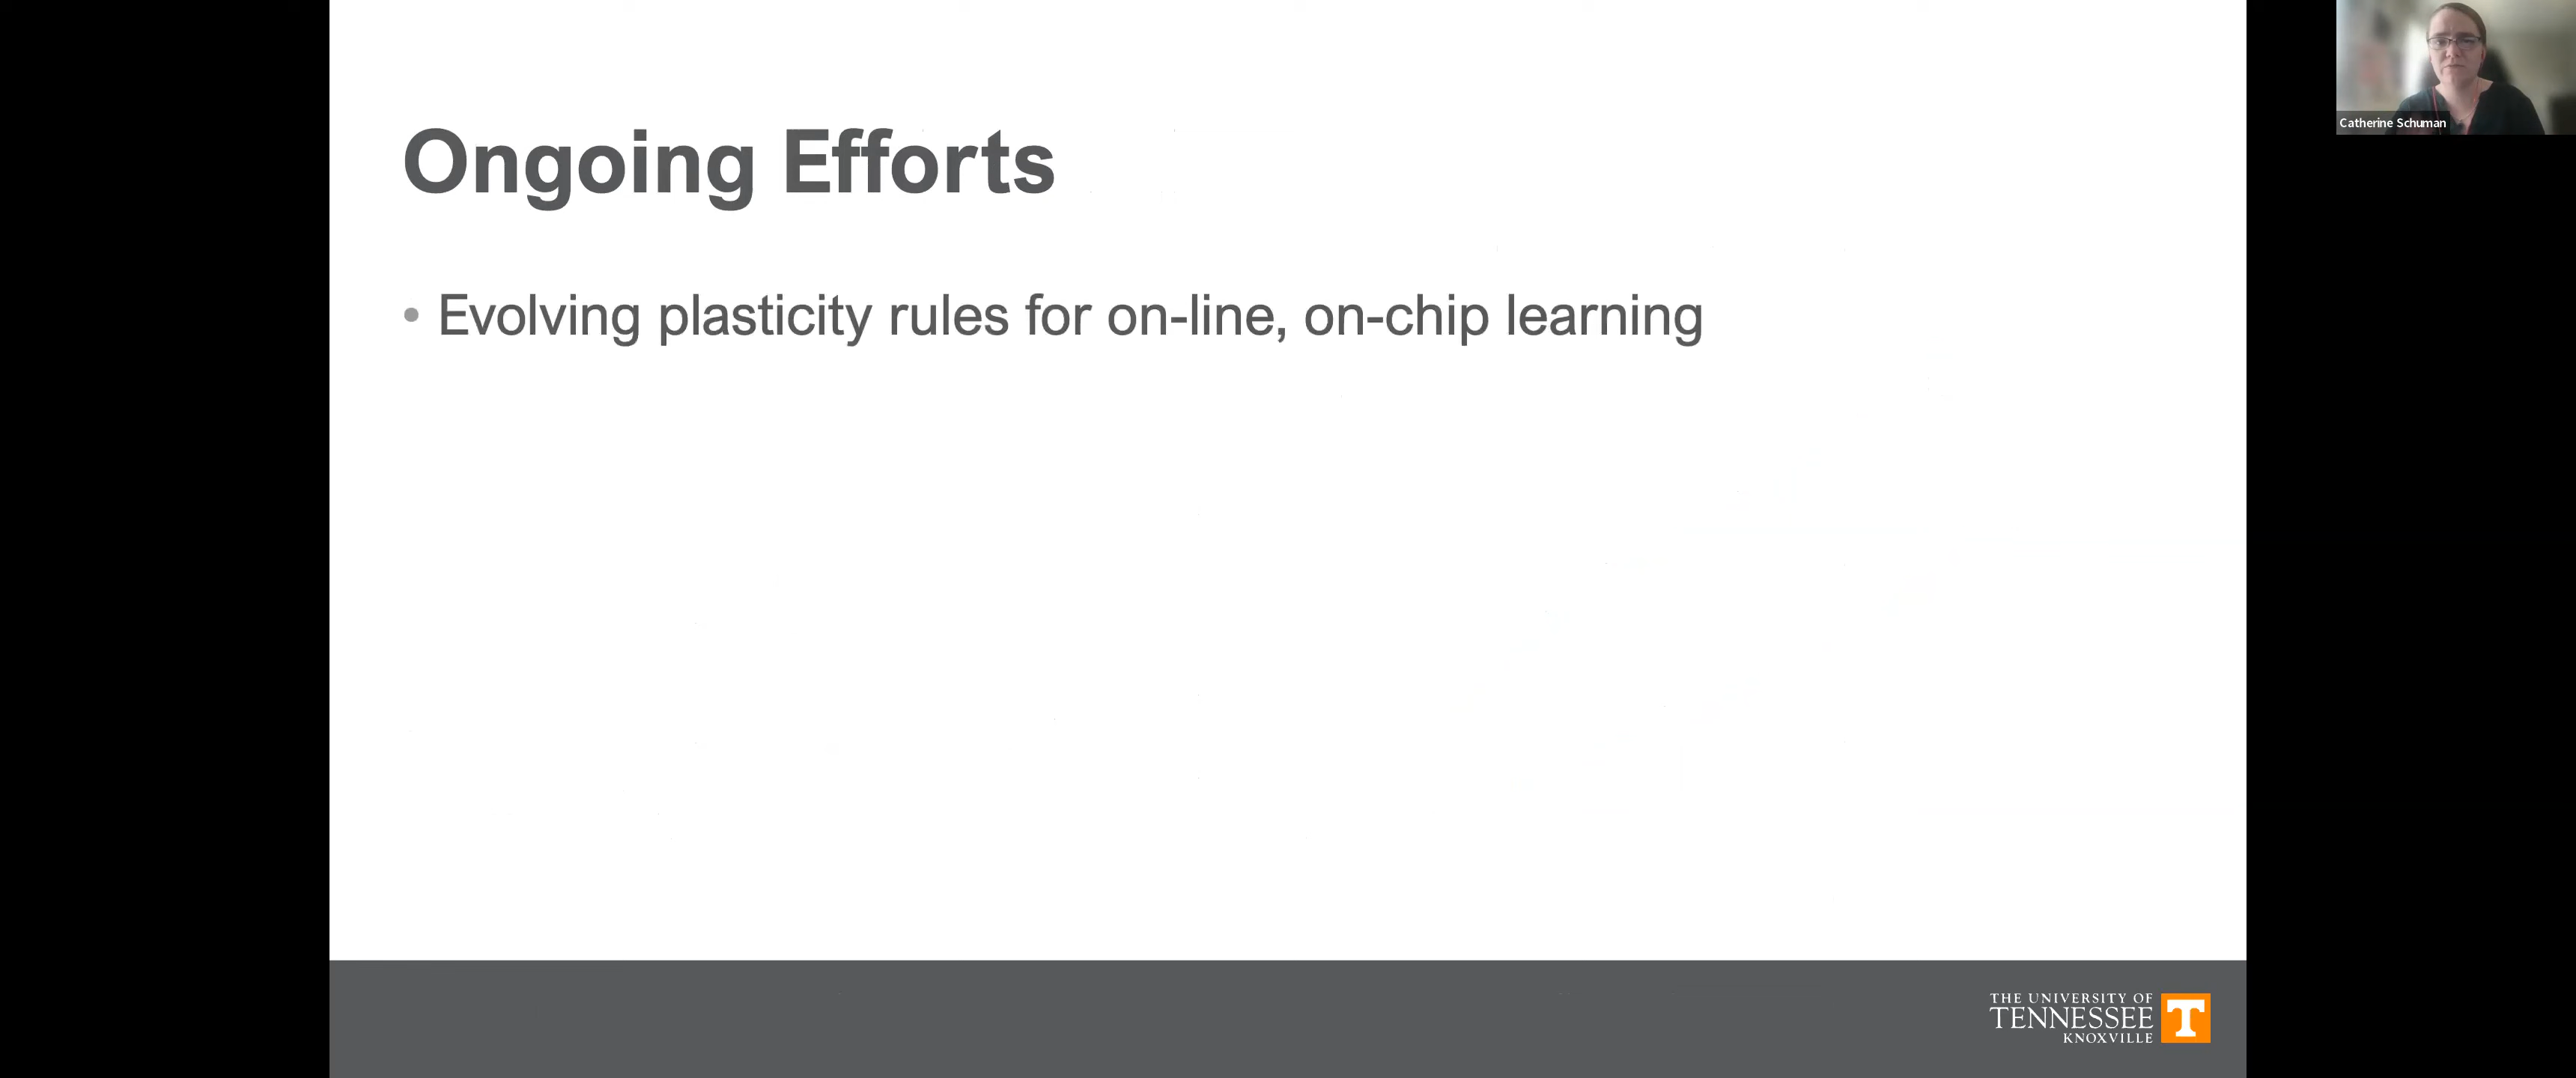 Ongoing Efforts
• Evolving plasticity rules for on-line, on-chip learning
Catherine Schuman
THE UNIVERSITY OF
TENNESSEE
KNOXVILLE
T